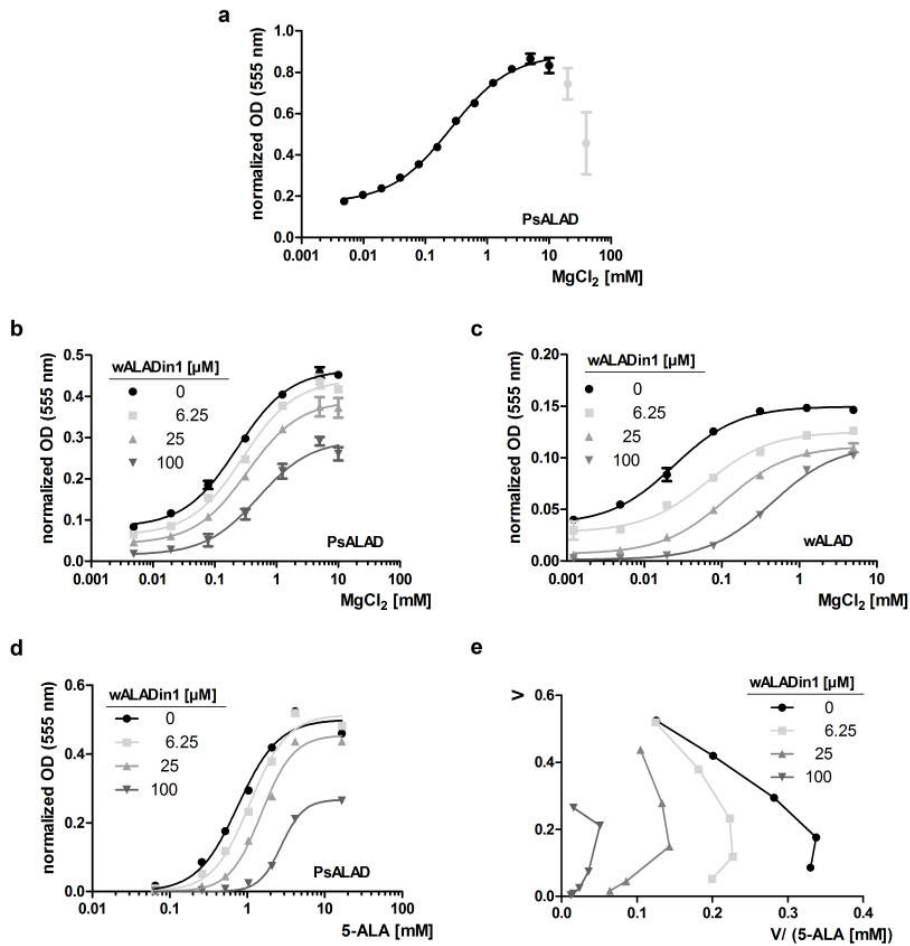 a
normalized OD (555 nm)
1.0
0.8
0.6
0.4
0.2
0.0
0.001 0.01 0.1 1 10 100
PsALAD
MgCl2 [mM]
b
normalized OD (555 nm)
wALADin1 [µM]
0
6.25
25
100
0.5
0.4
0.3
0.2
0.1
0.0
0.001 0.01 0.1 1 10 100
PsALAD
MgCl2 [mM]
c
normalized OD (555 nm)
wALADin1 [µM]
0
6.25
25
100
0.20
0.15
0.10
0.05
0.00
0.001 0.01 0.1 1 10
wALAD
MgCl2 [mM]
d
normalized OD (555 nm)
wALADin1 [µM]
0
6.25
25
100
0.6
0.4
0.2
0.0
0.01 0.1 1 10 100
PsALAD
5-ALA [mM]
e
V
wALADin1 [µM]
0
6.25
25
100
0.6
0.4
0.2
0.0
0.0 0.1 0.2 0.3 0.4
V/ (5-ALA [mM])